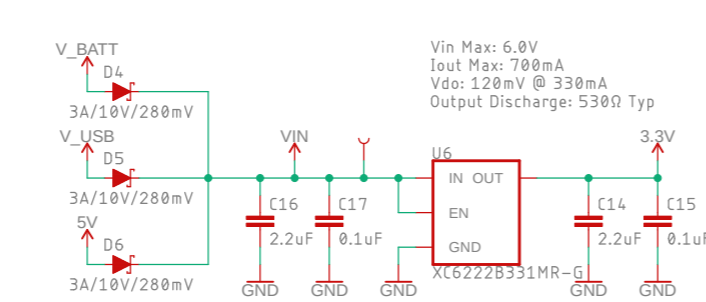 V_BATT
D4
3A/10V/280mV
V_USB
D5
3A/10V/280mV
5V
D6
3A/10V/280mV
VIN
C16
2.2uF
GND
C17
0.1uF
GND
Vin Max: 6.0V
Iout Max: 700mA
Vdo: 120mV @ 330mA
Output Discharge: 530Ω Typ
U6
IN OUT
EN
GND
XC6222B331MR-G
GND
3.3V
C14
2.2uF
GND
C15
0.1uF
GND